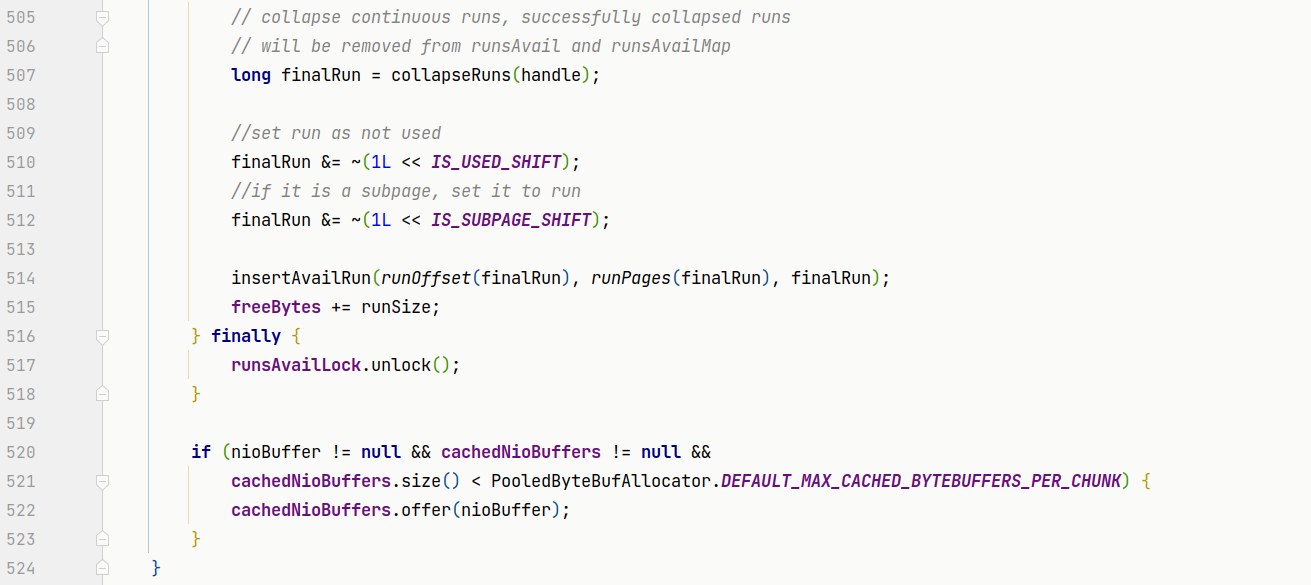 505 // collapse continuous runs, successfully collapsed runs
506 // will be removed from runsAvail and runsAvailMap
507 long finalRun = collapseRuns(handle);
508
509 //set run as not used
510 finalRun &= ~(1L << IS_USED_SHIFT);
511 //if it is a subpage, set it to run
512 finalRun &= ~(1L << IS_SUBPAGE_SHIFT);
513
514 insertAvailRun(runOffset(finalRun), runPages(finalRun), finalRun);
515 freeBytes += runSize;
516 } finally {
517 runsAvailLock.unlock();
518 }
519
520 if (nioBuffer != null && cachedNioBuffers != null &&
521 cachedNioBuffers.size() < PooledByteBufAllocator.DEFAULT_MAX_CACHED_BYTEBUFFERS_PER_CHUNK) {
522 cachedNioBuffers.offer(nioBuffer);
523 }
524 }